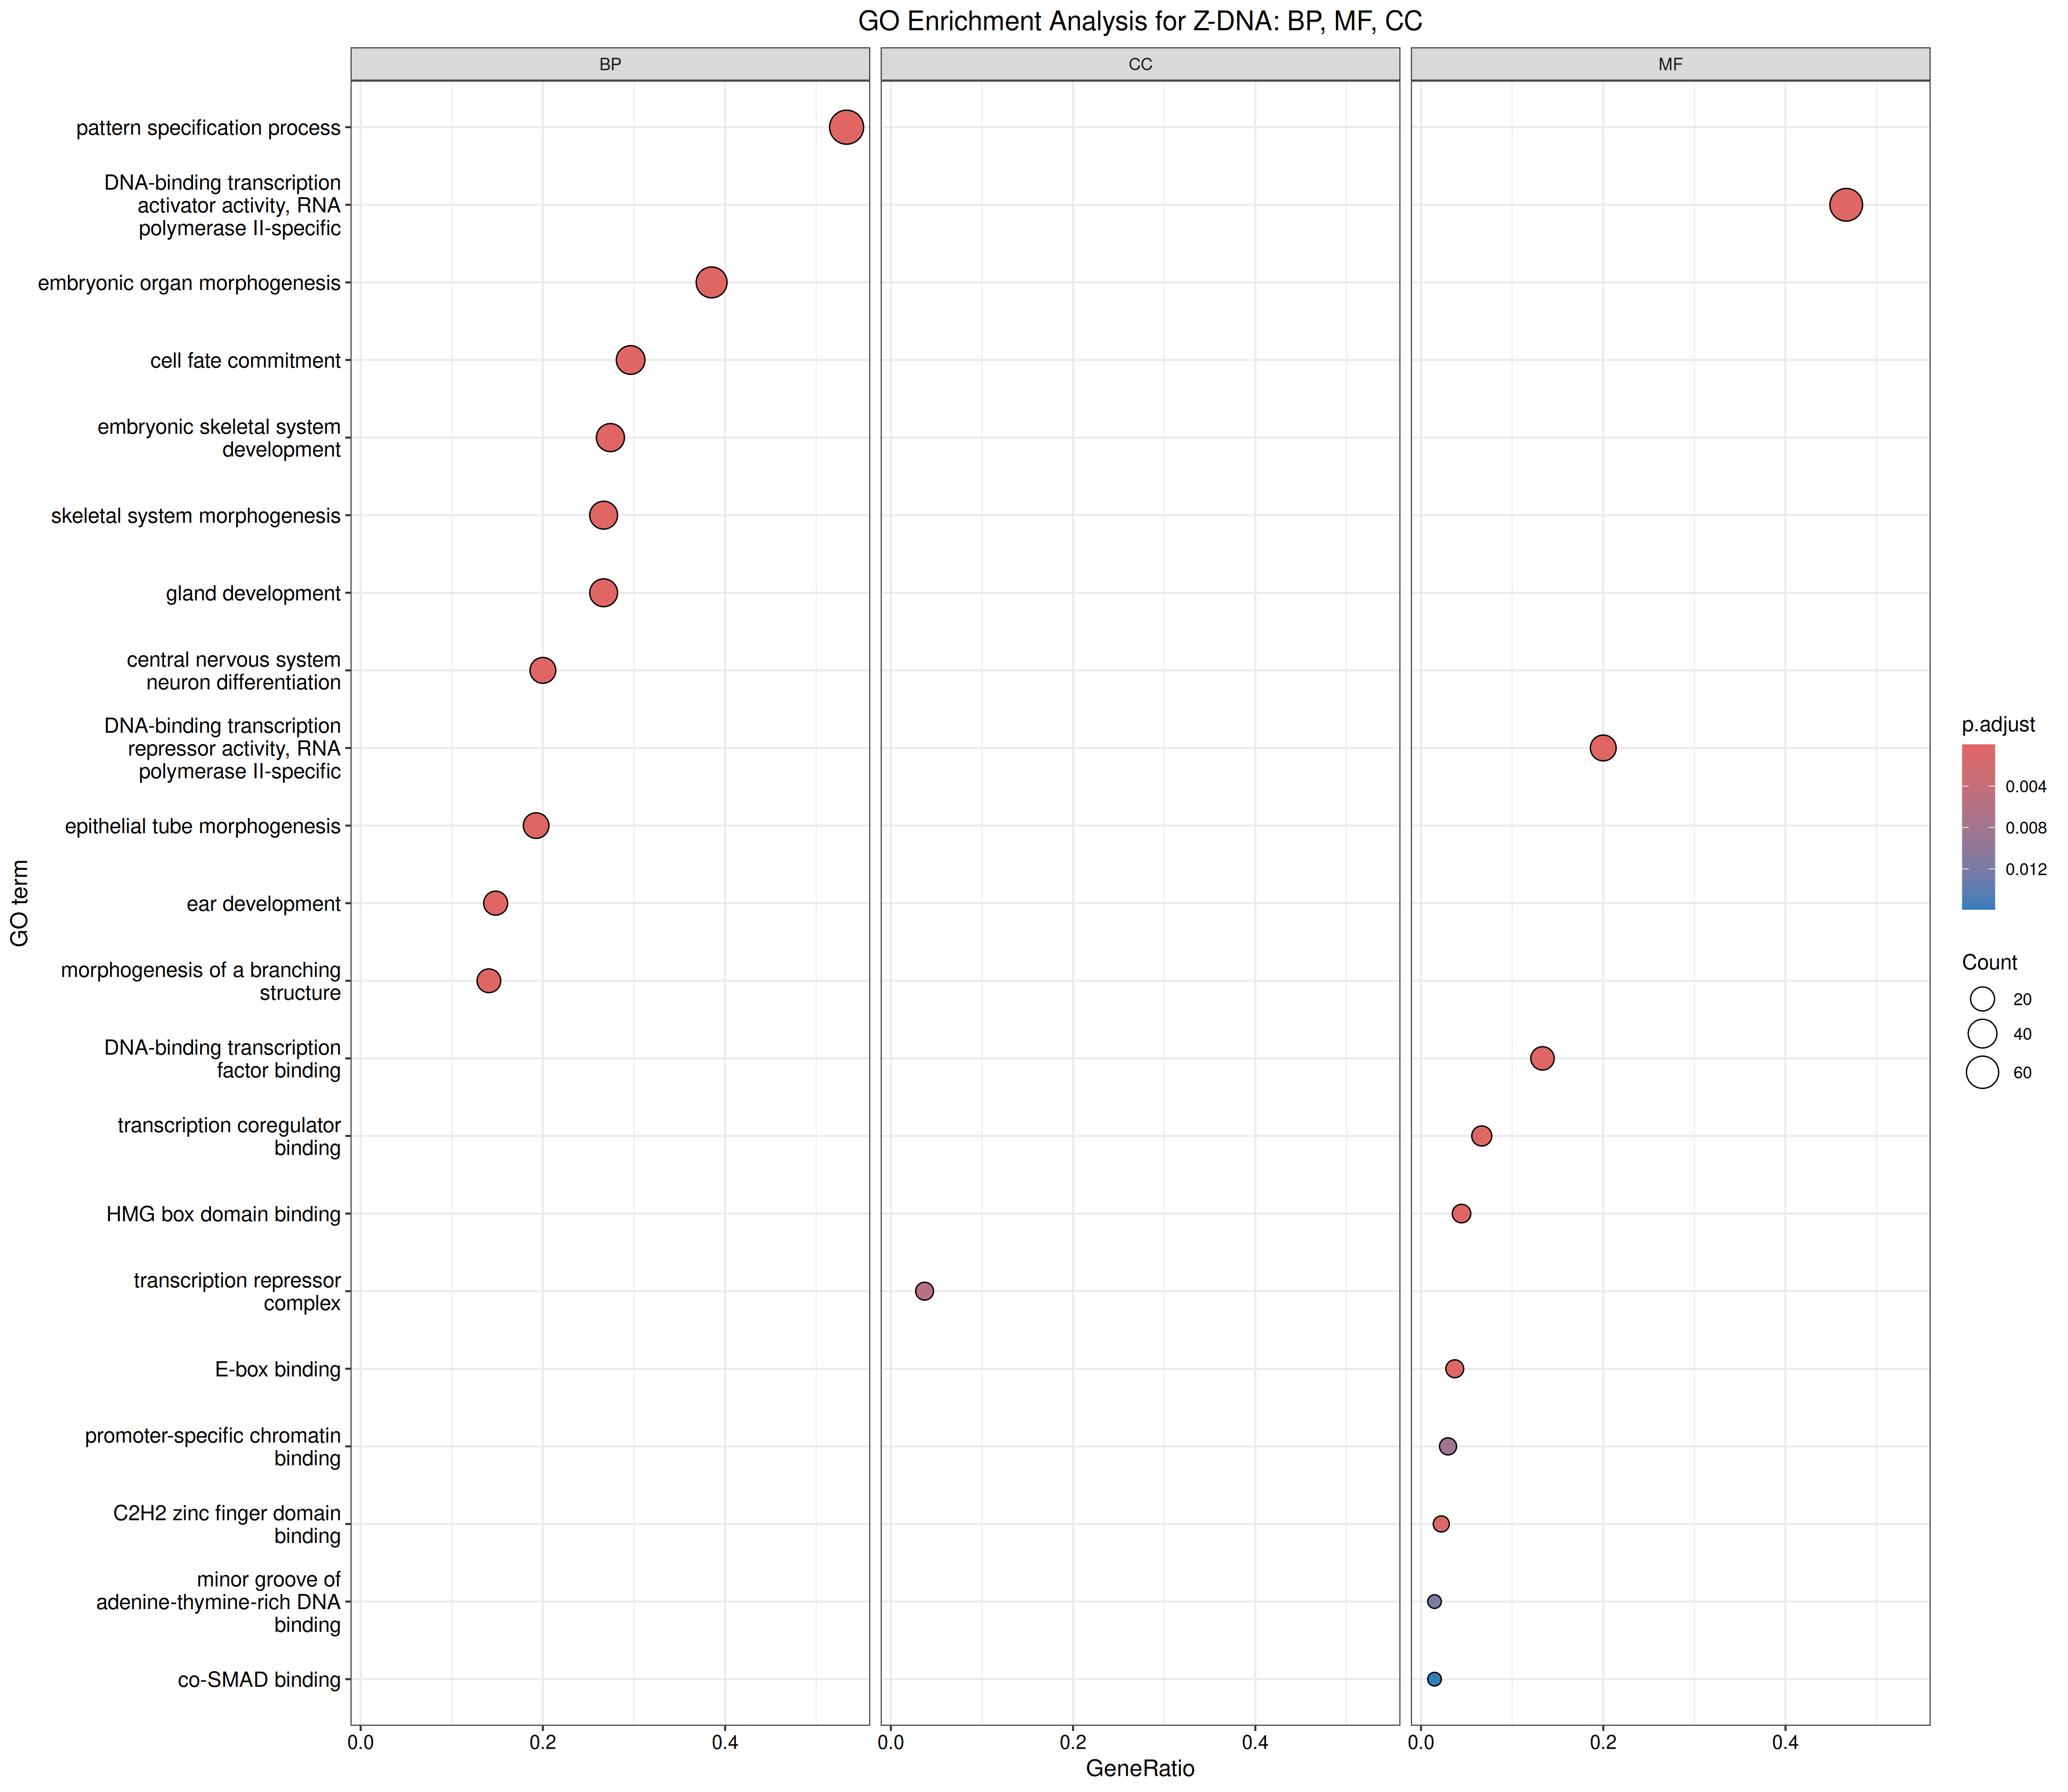 GO Enrichment Analysis for Z-DNA: BP, MF, CC
BP
CC
MF
GO term
pattern specification process
DNA-binding transcription
activator activity, RNA
polymerase II-specific
embryonic organ morphogenesis
cell fate commitment
embryonic skeletal system
development
skeletal system morphogenesis
gland development
central nervous system
neuron differentiation
DNA-binding transcription
repressor activity, RNA
polymerase II-specific
epithelial tube morphogenesis
ear development
morphogenesis of a branching
structure
DNA-binding transcription
factor binding
transcription coregulator
binding
HMG box domain binding
transcription repressor
complex
E-box binding
promoter-specific chromatin
binding
C2H2 zinc finger domain
binding
minor groove of
adenine-thymine-rich DNA
binding
co-SMAD binding
0.0 0.2 0.4
0.0 0.2 0.4
0.0 0.2 0.4
GeneRatio
p.adjust
0.004
0.008
0.012
Count
20
40
60